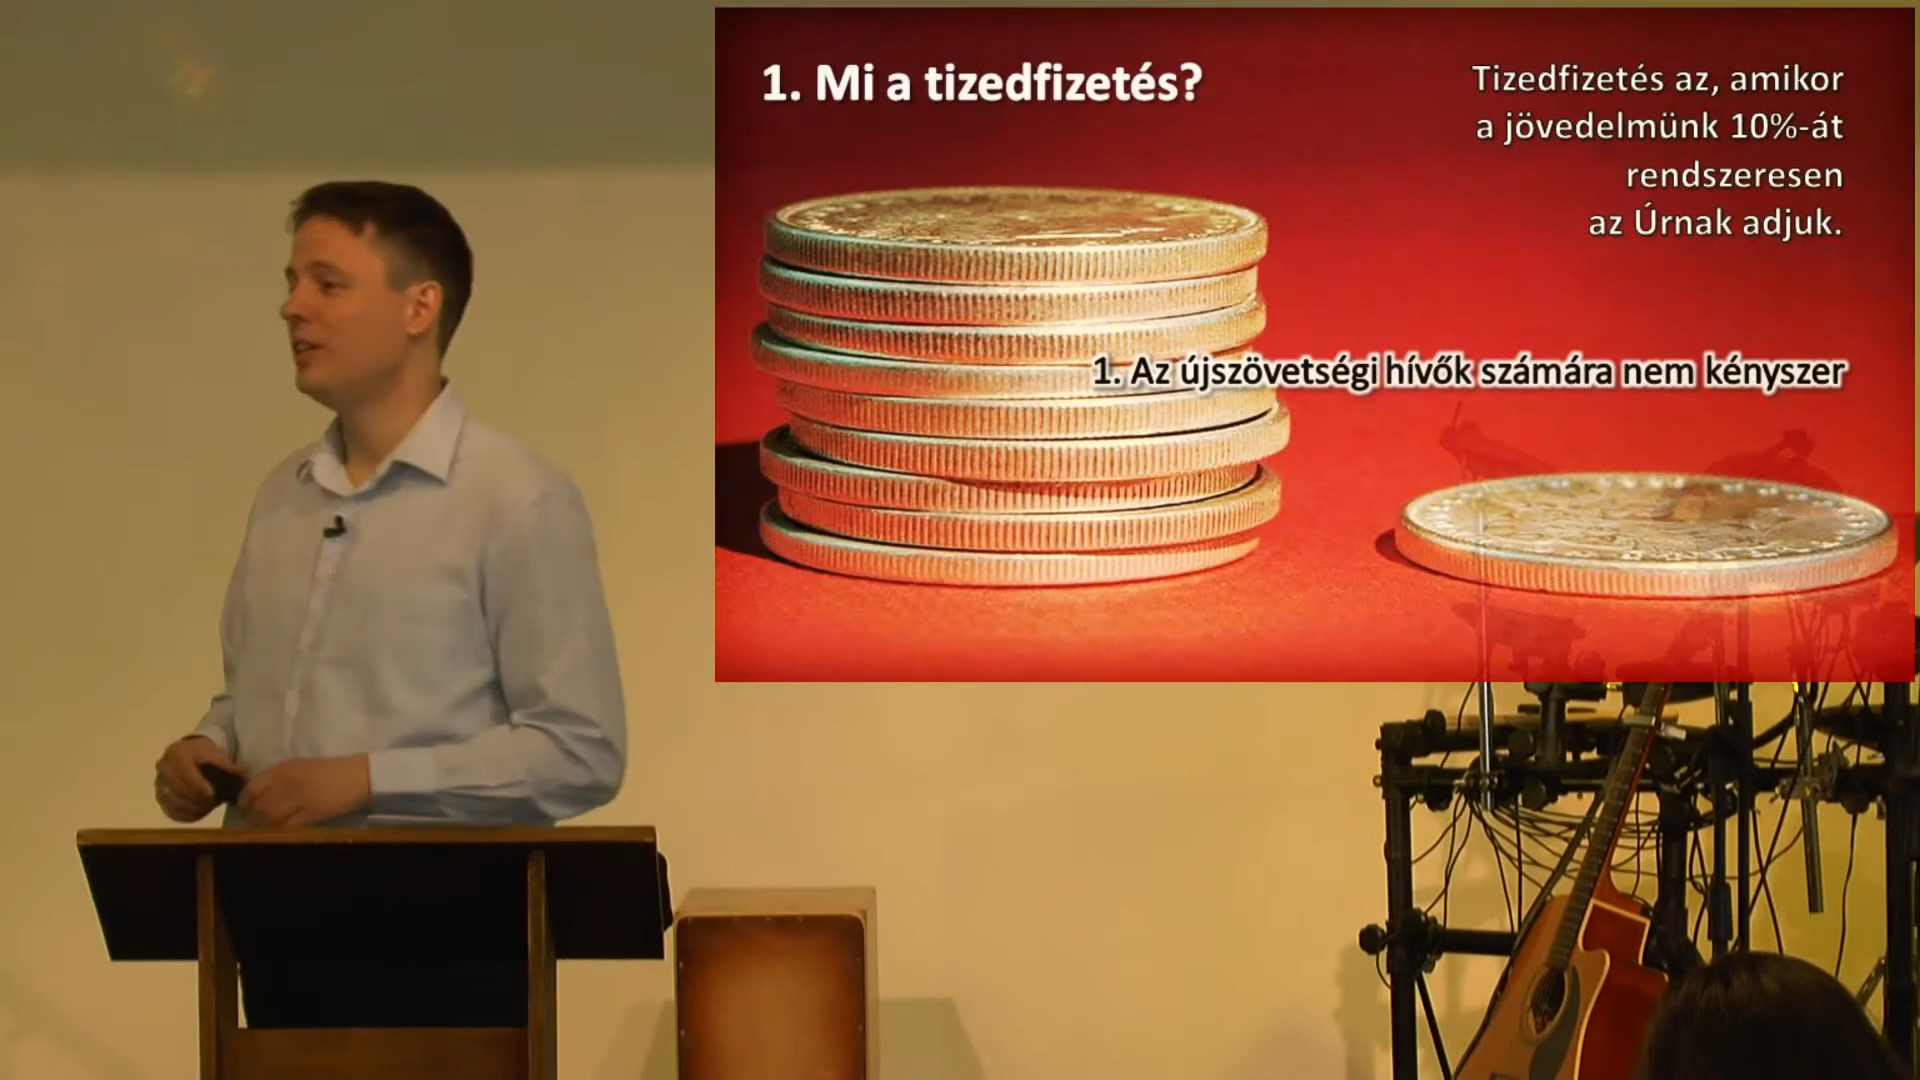 1. Mi a tizedfizetés?
Tizedfizetés az, amikor
a jövedelmünk 10%-át
rendszeresen
az Úrnak adjuk.
1. Az újszövetségi hívők számára nem kényszer